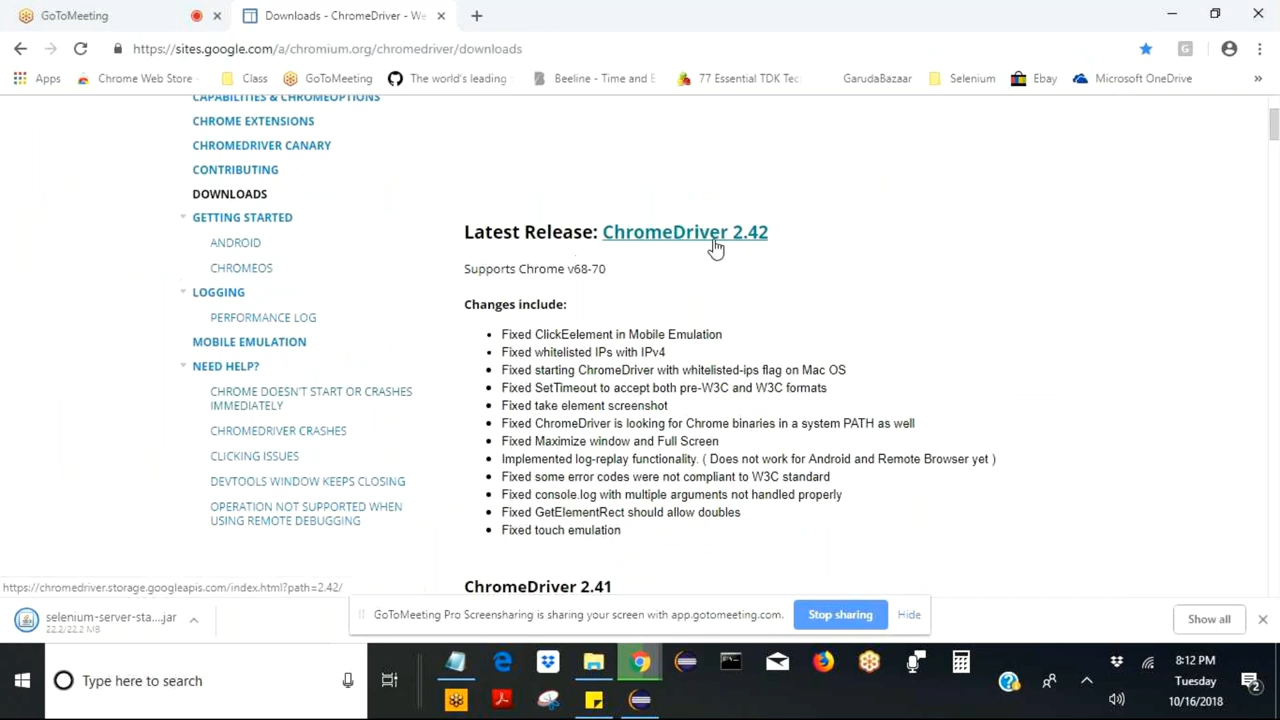 GoToMeeting
Downloads - ChromeDriver - We
https://sites.google.com/a/chromium.org/chromedriver/downloads
Apps
Chrome Web Store
Class
GoToMeeting
The world's leading
Beeline - Time and E
77 Essential TDK Tec
GarudaBazaar
Selenium
Ebay
Microsoft OneDrive
»
CAPABILITIES & CHROMEOPTIONS
CHROME EXTENSIONS
CHROMEDRIVER CANARY
CONTRIBUTING
DOWNLOADS
GETTING STARTED
ANDROID
CHROMEOS
LOGGING
PERFORMANCE LOG
MOBILE EMULATION
NEED HELP?
CHROME DOESN'T START OR CRASHES
IMMEDIATELY
CHROMEDRIVER CRASHES
CLICKING ISSUES
DEVTOOLS WINDOW KEEPS CLOSING
OPERATION NOT SUPPORTED WHEN
USING REMOTE DEBUGGING
Latest Release: ChromeDriver 2.42
Supports Chrome v68-70
Changes include:
• Fixed ClickEelement in Mobile Emulation
• Fixed whitelisted IPs with IPv4
• Fixed starting ChromeDriver with whitelisted-ips flag on Mac OS
• Fixed SetTimeout to accept both pre-W3C and W3C formats
• Fixed take element screenshot
• Fixed ChromeDriver is looking for Chrome binaries in a system PATH as well
• Fixed Maximize window and Full Screen
• Implemented log-replay functionality. ( Does not work for Android and Remote Browser yet )
• Fixed some error codes were not compliant to W3C standard
• Fixed console.log with multiple arguments not handled properly
• Fixed GetElementRect should allow doubles
• Fixed touch emulation
ChromeDriver 2.41
https://chromedriver.storage.googleapis.com/index.html?path=2.42/
selenium-server-sta....jar
22.2/22.2 MB
GoToMeeting Pro Screensharing is sharing your screen with app.gotomeeting.com.
Stop sharing
Hide
Show all
Type here to search
8:12 PM
Tuesday
10/16/2018
2